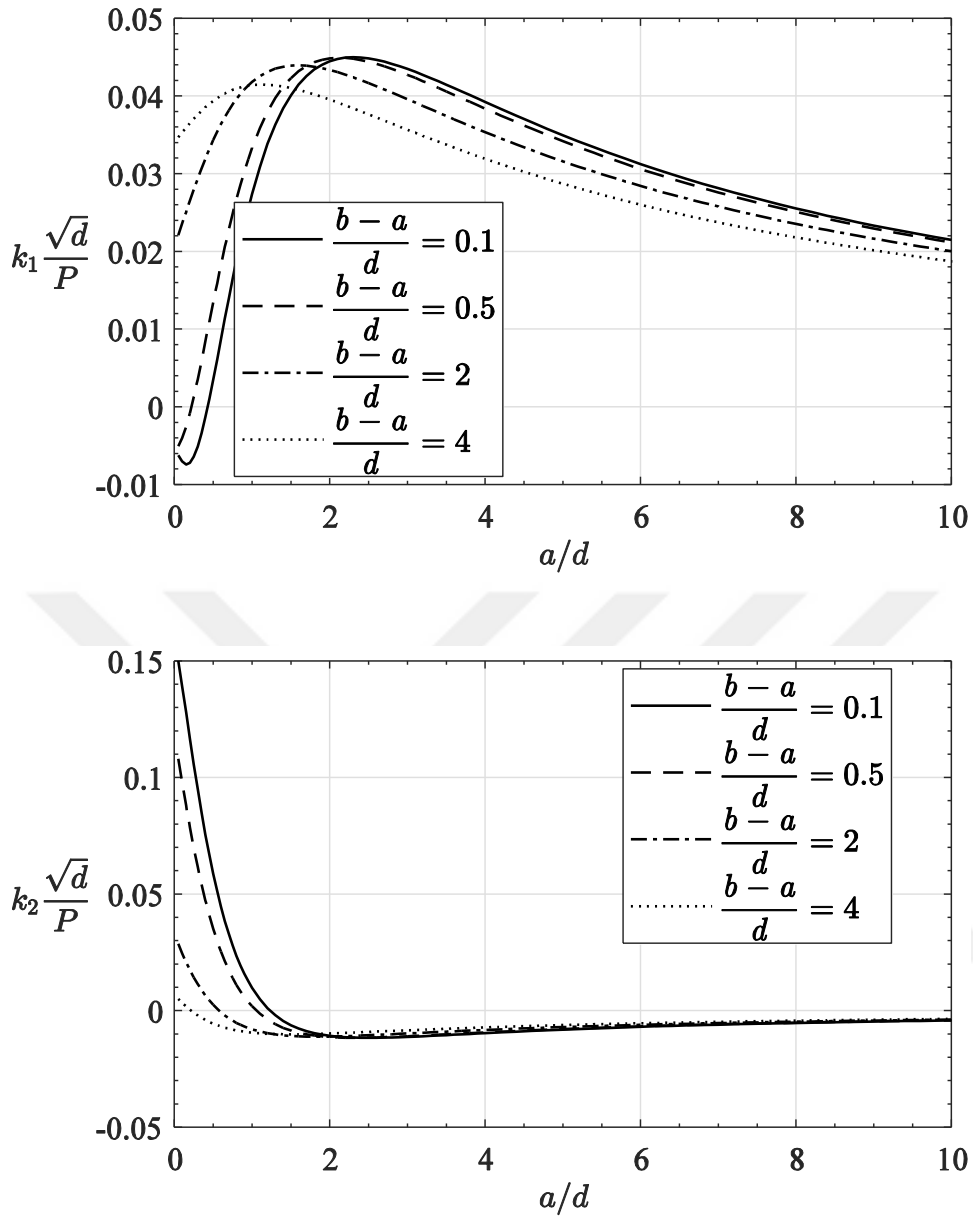 0.05
0.04
0.03
0.02
0.01
0
-0.01
k₁ √d/P
(b − a)/d = 0.1
(b − a)/d = 0.5
(b − a)/d = 2
(b − a)/d = 4
0 2 4 6 8 10
a/d
0.15
0.1
0.05
0
-0.05
k₂ √d/P
(b − a)/d = 0.1
(b − a)/d = 0.5
(b − a)/d = 2
(b − a)/d = 4
0 2 4 6 8 10
a/d